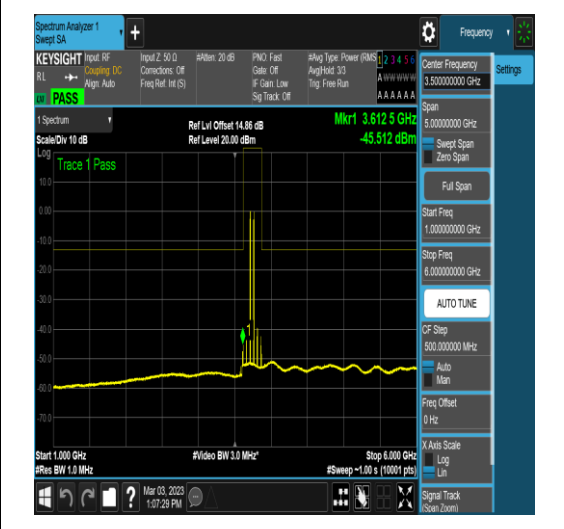 Spectrum Analyzer 1
Swept SA
+
Frequency
KEYSIGHT
RL
PASS
Input: RF
Coupling: DC
Align: Auto
Input Z: 50 Ω
Corrections: Off
Freq Ref: Int (S)
#Atten: 20 dB
PNO: Fast
Gate: Off
IF Gain: Low
Sig Track: Off
#Avg Type: Power (RMS
Avg|Hold: 3/3
Trig: Free Run
1 2 3 4 5 6
A W W W W W
A A A A A A
1 Spectrum
Scale/Div 10 dB
Ref Lvl Offset 14.86 dB
Ref Level 20.00 dBm
Mkr1 3.612 5 GHz
-45.512 dBm
Log
Trace 1 Pass
10.0
0.00
-10.0
-20.0
-30.0
-40.0
-50.0
-60.0
-70.0
1
Start 1.000 GHz
#Res BW 1.0 MHz
#Video BW 3.0 MHz*
Stop 6.000 GHz
#Sweep ~1.00 s (10001 pts)
Mar 03, 2023
1:07:29 PM
?
Center Frequency
3.500000000 GHz
Settings
Span
5.00000000 GHz
Swept Span
Zero Span
Full Span
Start Freq
1.000000000 GHz
Stop Freq
6.000000000 GHz
AUTO TUNE
CF Step
500.000000 MHz
Auto
Man
Freq Offset
0 Hz
X Axis Scale
Log
Lin
Signal Track
(Span Zoom)